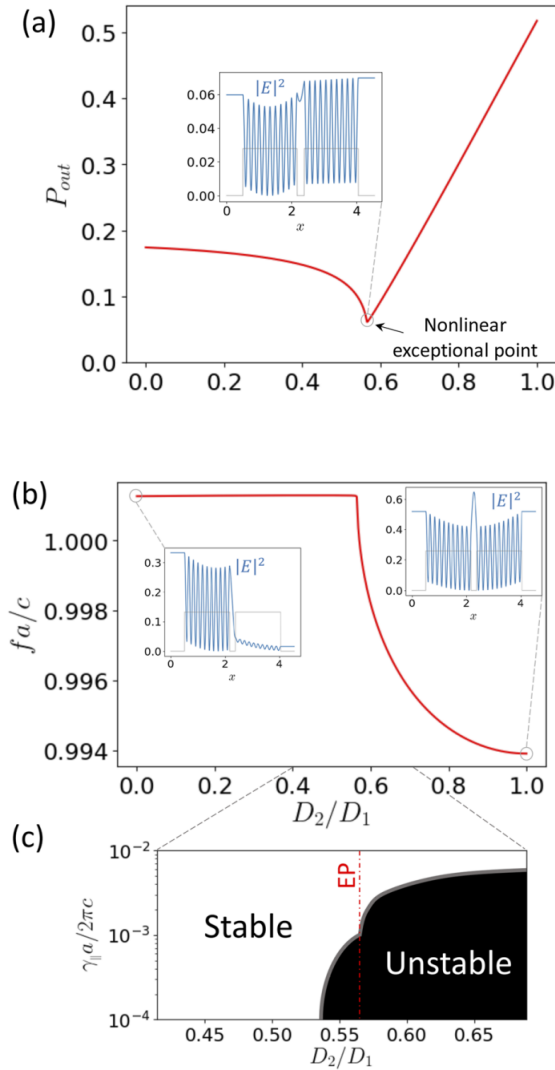 (a)
0.5
0.4
0.3
0.2
0.1
0.0
P_out
0.06
0.04
0.02
0.00
|E|²
0
2
4
x
Nonlinear
exceptional point
0.0
0.2
0.4
0.6
0.8
1.0
(b)
1.000
0.998
0.996
0.994
fa/c
0.3
0.2
0.1
0.0
|E|²
0
2
4
x
0.6
0.4
0.2
0.0
|E|²
0
2
4
x
0.0
0.2
0.4
0.6
0.8
1.0
D₂/D₁
(c)
10⁻²
10⁻³
10⁻⁴
γ∥a/2πc
EP
Stable
Unstable
0.45
0.50
0.55
0.60
0.65
D₂/D₁